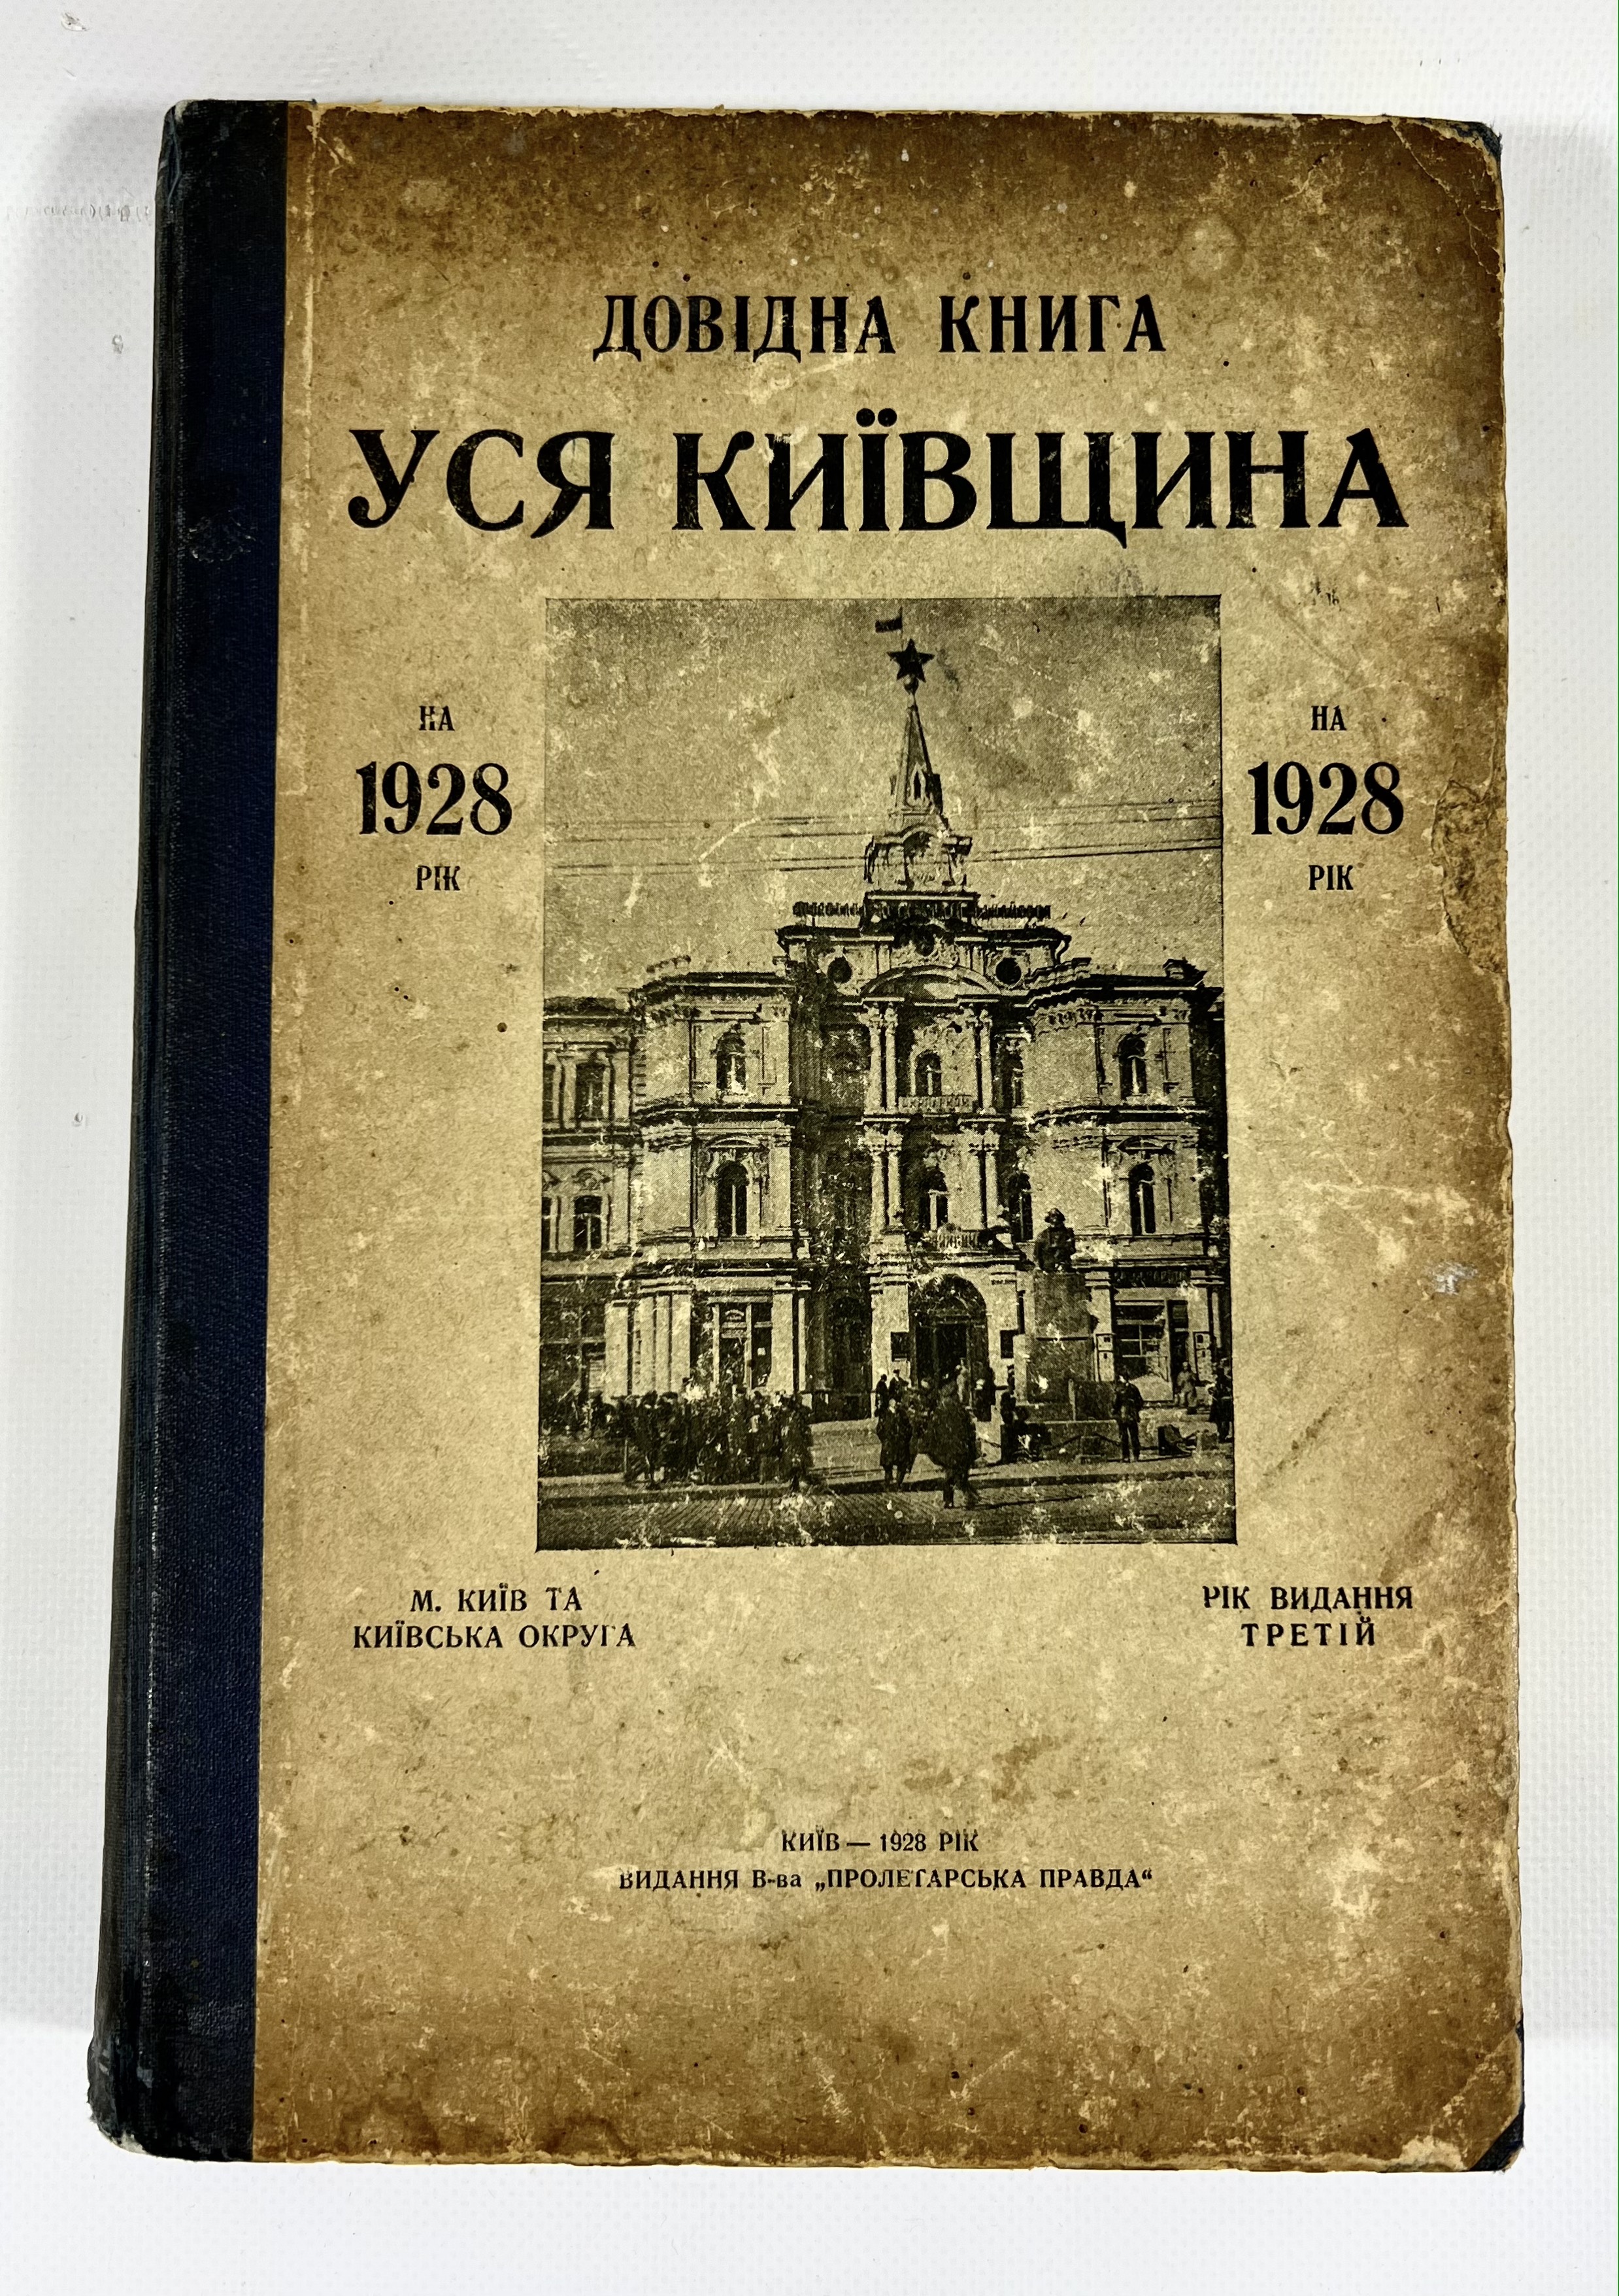 ДОВІДНА КНИГА
УСЯ КИЇВЩИНА
НА
1928
РІК
НА
1928
РІК
М. КИЇВ ТА
КИЇВСЬКА ОКРУГА
РІК ВИДАННЯ
ТРЕТІЙ
КИЇВ — 1928 РІК
ВИДАННЯ В-ва „ПРОЛЕТАРСЬКА ПРАВДА“